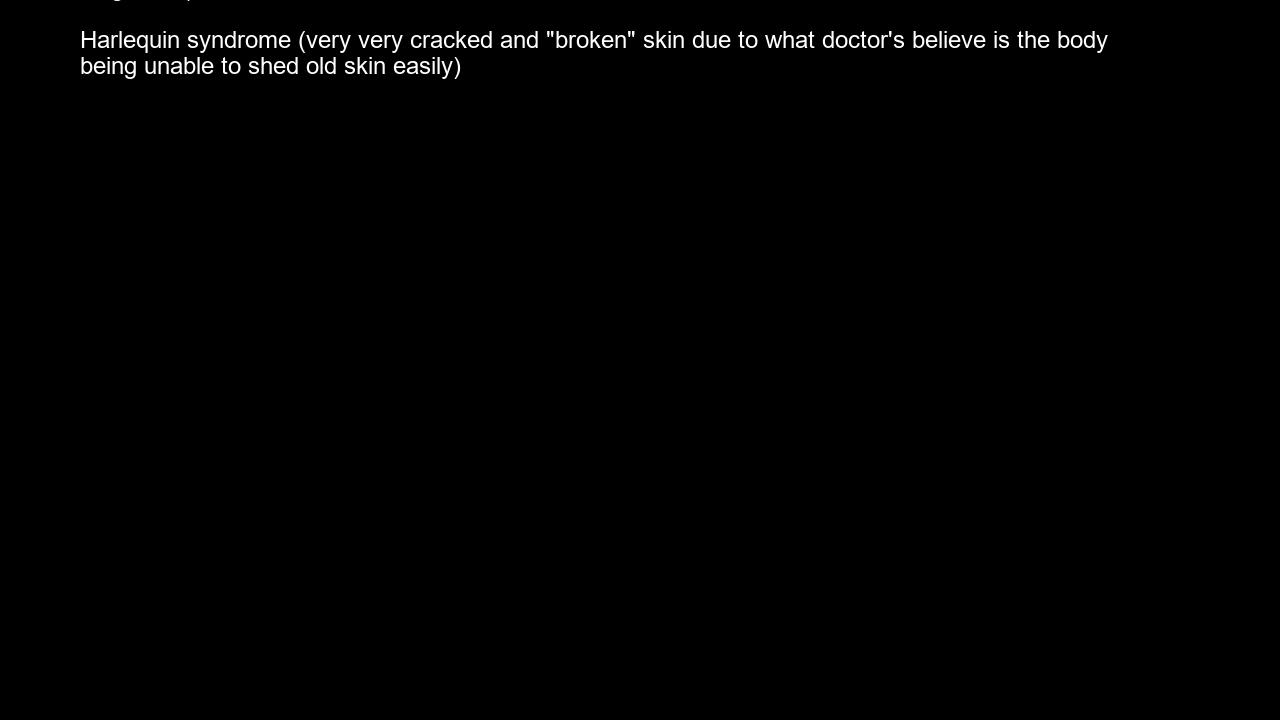 Harlequin syndrome (very very cracked and "broken" skin due to what doctor's believe is the body
being unable to shed old skin easily)